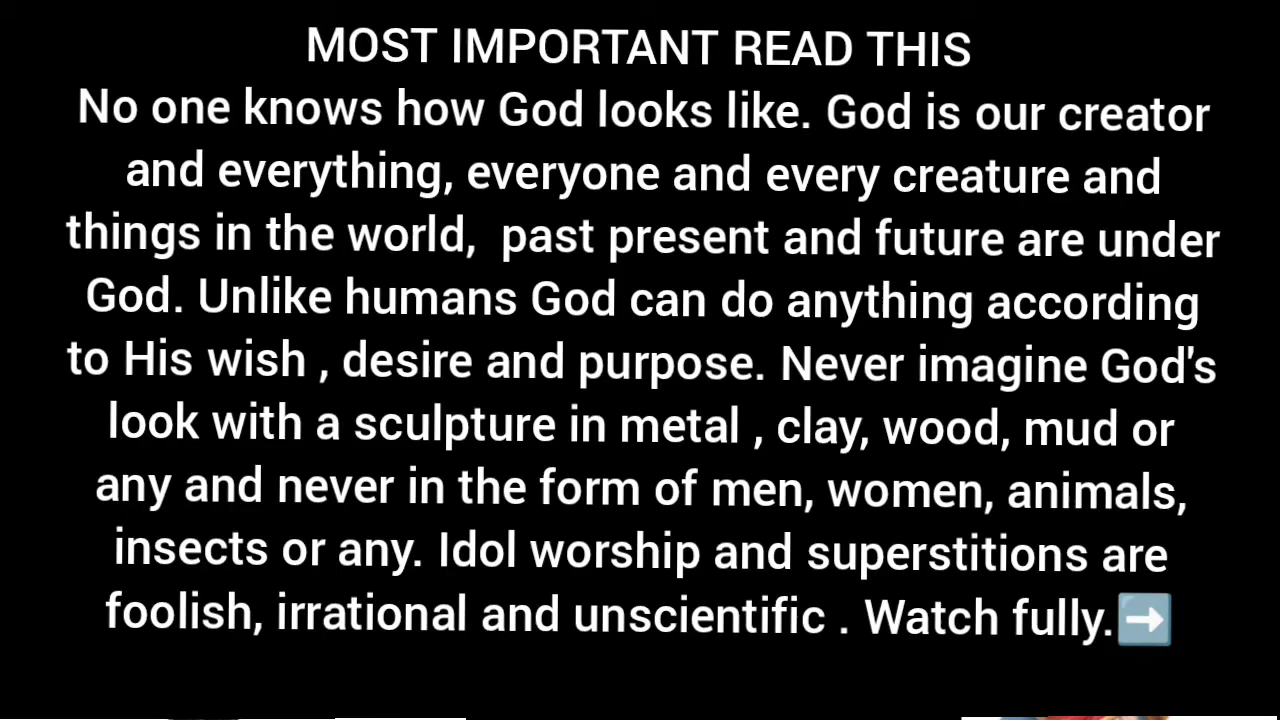 MOST IMPORTANT READ THIS
No one knows how God looks like. God is our creator
and everything, everyone and every creature and
things in the world,  past present and future are under
God. Unlike humans God can do anything according
to His wish , desire and purpose. Never imagine God's
look with a sculpture in metal , clay, wood, mud or
any and never in the form of men, women, animals,
insects or any. Idol worship and superstitions are
foolish, irrational and unscientific . Watch fully.➡️